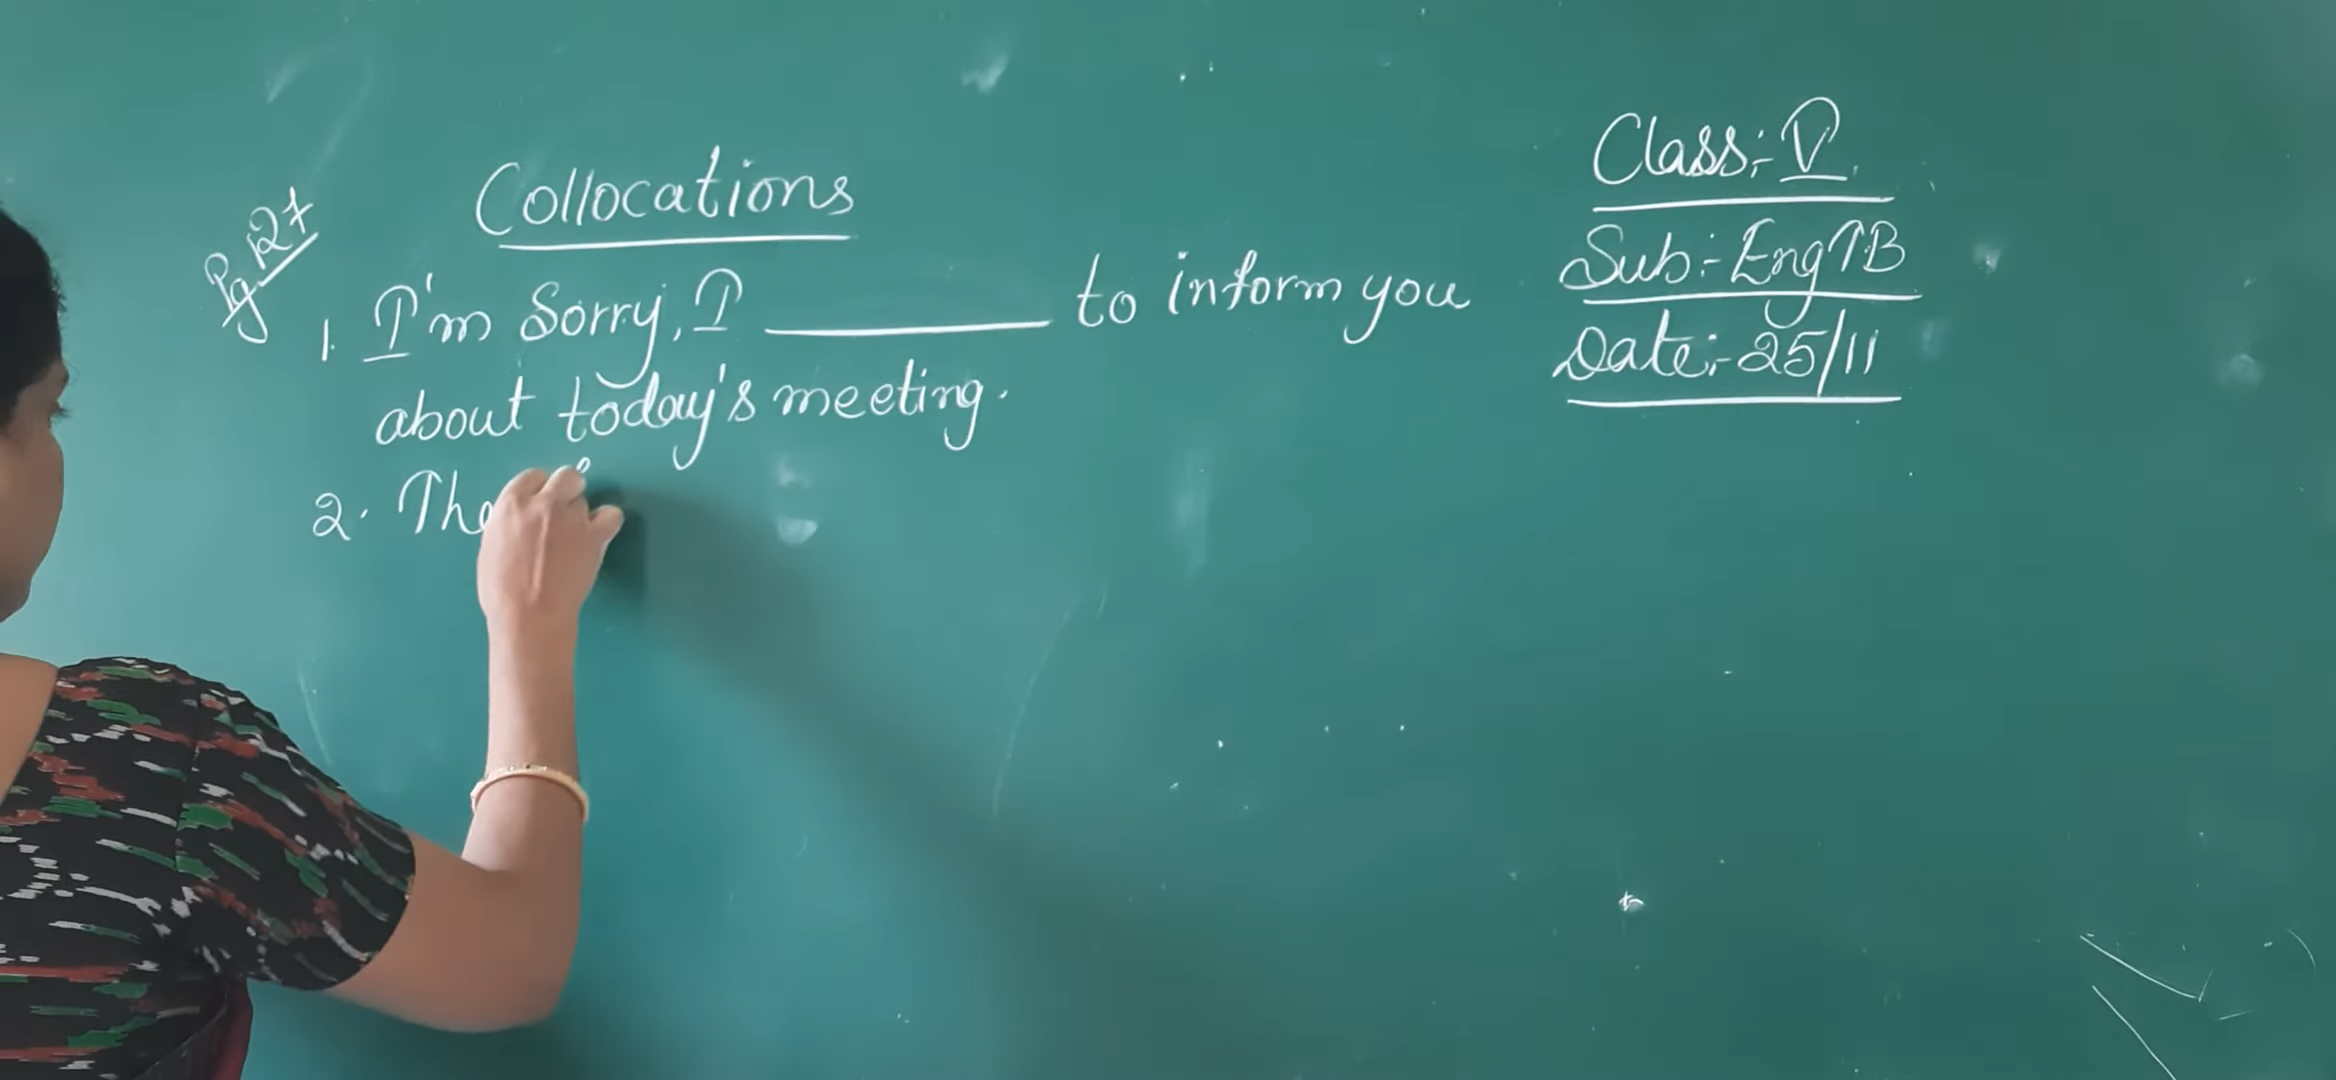 Collocations
Pg 127
1. I'm Sorry, I ________ to inform you
about today's meeting.
2. The
Class:- V
Sub:- Eng TB
Date:- 25/11